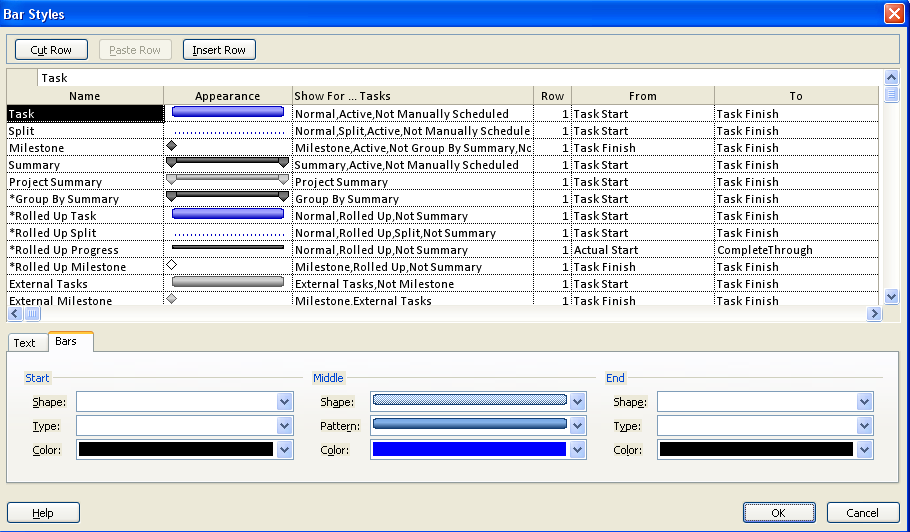 Bar Styles
Cut Row Paste Row Insert Row
Task
Name Appearance Show For ... Tasks Row From To
Task Normal,Active,Not Manually Scheduled 1 Task Start Task Finish
Split Normal,Split,Active,Not Manually Schedule 1 Task Start Task Finish
Milestone Milestone,Active,Not Group By Summary,No 1 Task Finish Task Finish
Summary Summary,Active,Not Manually Scheduled 1 Task Start Task Finish
Project Summary Project Summary 1 Task Start Task Finish
*Group By Summary Group By Summary 1 Task Start Task Finish
*Rolled Up Task Normal,Rolled Up,Not Summary 1 Task Start Task Finish
*Rolled Up Split Normal,Rolled Up,Split,Not Summary 1 Task Start Task Finish
*Rolled Up Progress Normal,Rolled Up,Not Summary 1 Actual Start CompleteThrough
*Rolled Up Milestone Milestone,Rolled Up,Not Summary 1 Task Finish Task Finish
External Tasks External Tasks,Not Milestone 1 Task Start Task Finish
External Milestone Milestone,External Tasks 1 Task Finish Task Finish
Text Bars
Start Middle End
Shape: Shape: Shape:
Type: Pattern: Type:
Color: Color: Color:
Help OK Cancel